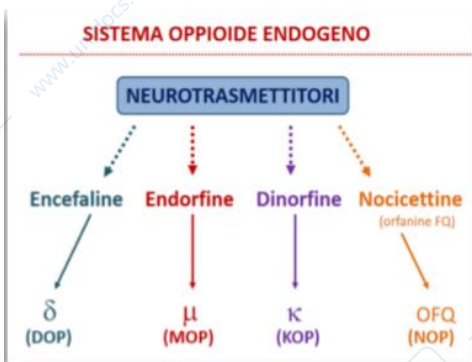 SISTEMA OPPIOIDE ENDOGENO
NEUROTRASMETTITORI
Encefaline Endorfine Dinorfine Nocicettine
(orfanine FQ)
δ μ κ OFQ
(DOP) (MOP) (KOP) (NOP)